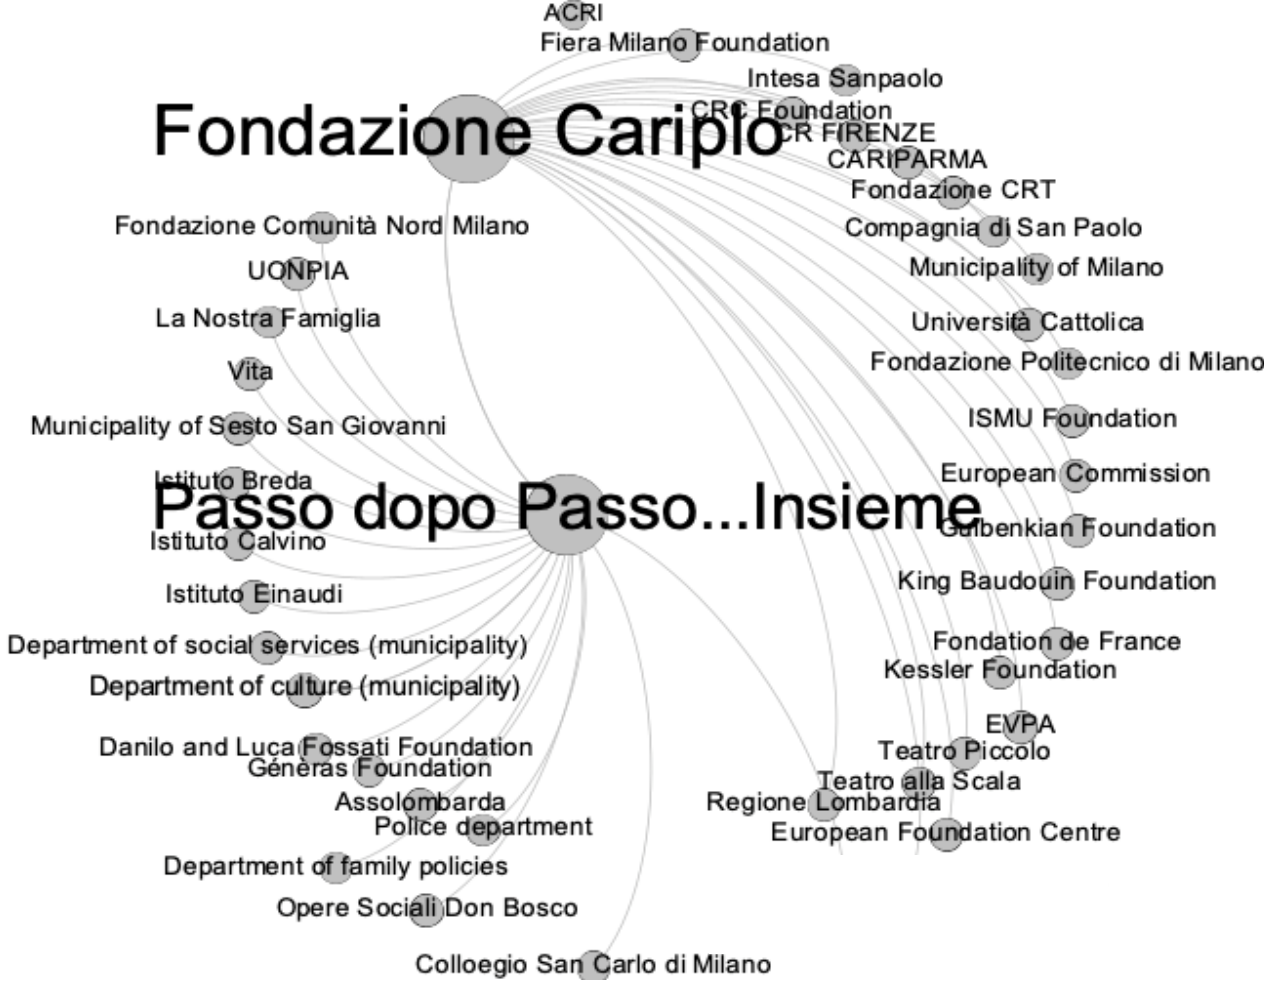 ACRI
Fiera Milano Foundation
Intesa Sanpaolo
CRC Foundation
Fondazione Cariplo
CR FIRENZE
CARIPARMA
Fondazione CRT
Fondazione Comunità Nord Milano
Compagnia di San Paolo
UONPIA
Municipality of Milano
La Nostra Famiglia
Università Cattolica
Vita
Fondazione Politecnico di Milano
Municipality of Sesto San Giovanni
ISMU Foundation
Istituto Breda
European Commission
Passo dopo Passo...Insieme
Gulbenkian Foundation
Istituto Calvino
King Baudouin Foundation
Istituto Einaudi
Department of social services (municipality)
Fondation de France
Kessler Foundation
Department of culture (municipality)
EVPA
Danilo and Luca Fossati Foundation
Teatro Piccolo
Généras Foundation
Teatro alla Scala
Assolombarda
Regione Lombardia
Police department
European Foundation Centre
Department of family policies
Opere Sociali Don Bosco
Colloegio San Carlo di Milano